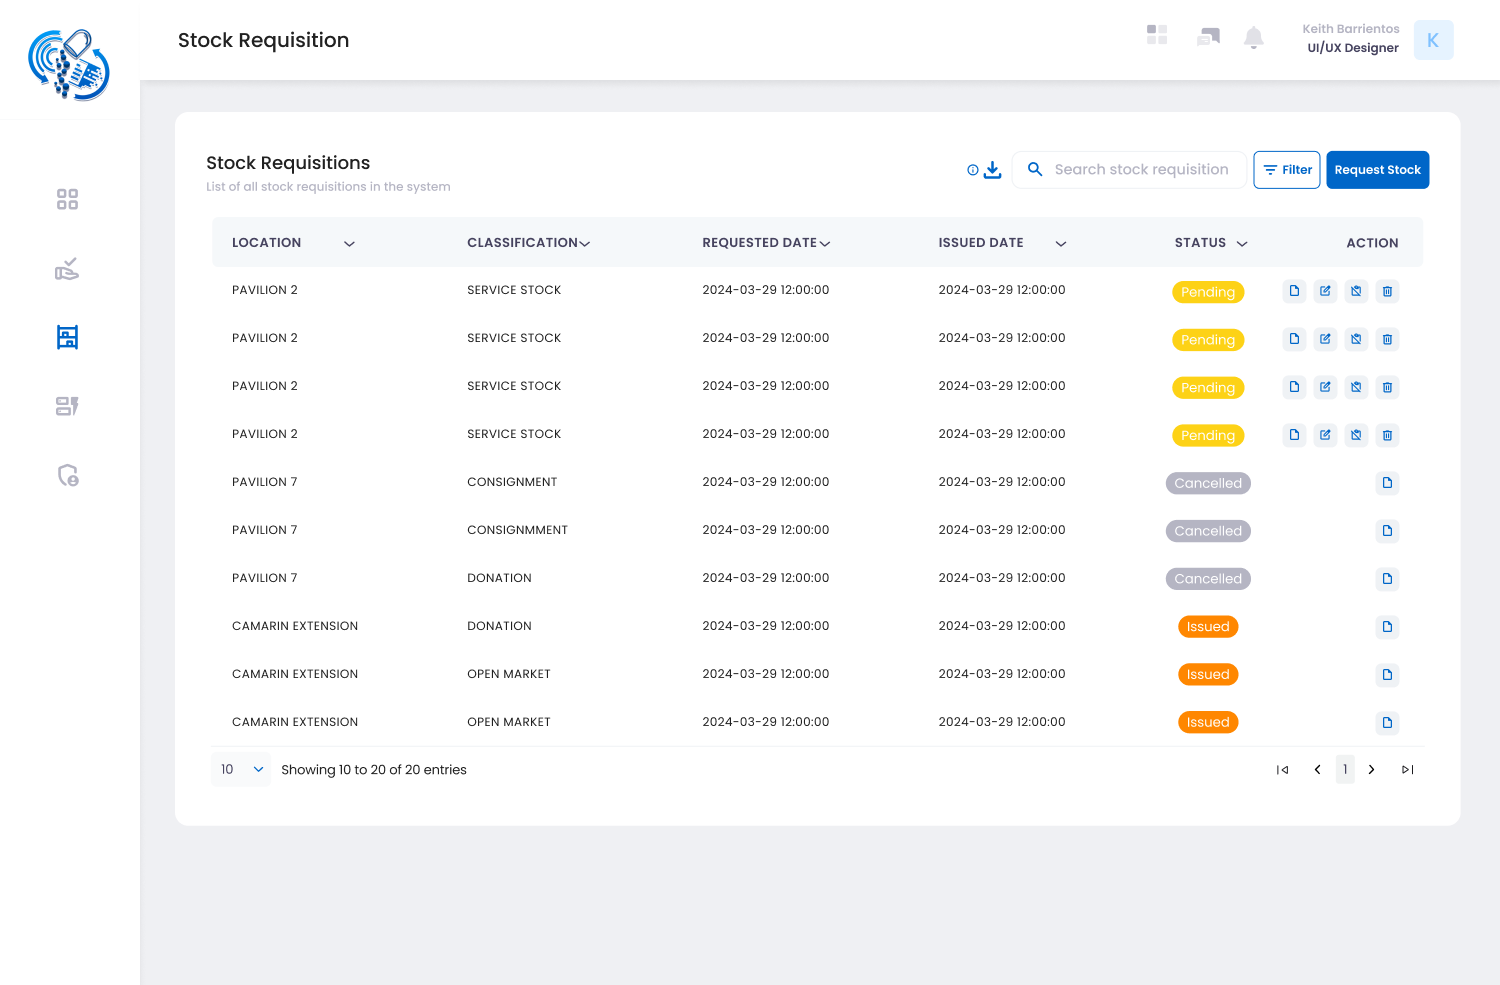 Stock Requisition
Keith Barrientos
UI/UX Designer
K
Stock Requisitions
List of all stock requisitions in the system
Search stock requisition
Filter
Request Stock
LOCATION CLASSIFICATION REQUESTED DATE ISSUED DATE STATUS ACTION
PAVILION 2 SERVICE STOCK 2024-03-29 12:00:00 2024-03-29 12:00:00 Pending
PAVILION 2 SERVICE STOCK 2024-03-29 12:00:00 2024-03-29 12:00:00 Pending
PAVILION 2 SERVICE STOCK 2024-03-29 12:00:00 2024-03-29 12:00:00 Pending
PAVILION 2 SERVICE STOCK 2024-03-29 12:00:00 2024-03-29 12:00:00 Pending
PAVILION 7 CONSIGNMENT 2024-03-29 12:00:00 2024-03-29 12:00:00 Cancelled
PAVILION 7 CONSIGNMMENT 2024-03-29 12:00:00 2024-03-29 12:00:00 Cancelled
PAVILION 7 DONATION 2024-03-29 12:00:00 2024-03-29 12:00:00 Cancelled
CAMARIN EXTENSION DONATION 2024-03-29 12:00:00 2024-03-29 12:00:00 Issued
CAMARIN EXTENSION OPEN MARKET 2024-03-29 12:00:00 2024-03-29 12:00:00 Issued
CAMARIN EXTENSION OPEN MARKET 2024-03-29 12:00:00 2024-03-29 12:00:00 Issued
10 Showing 10 to 20 of 20 entries 1